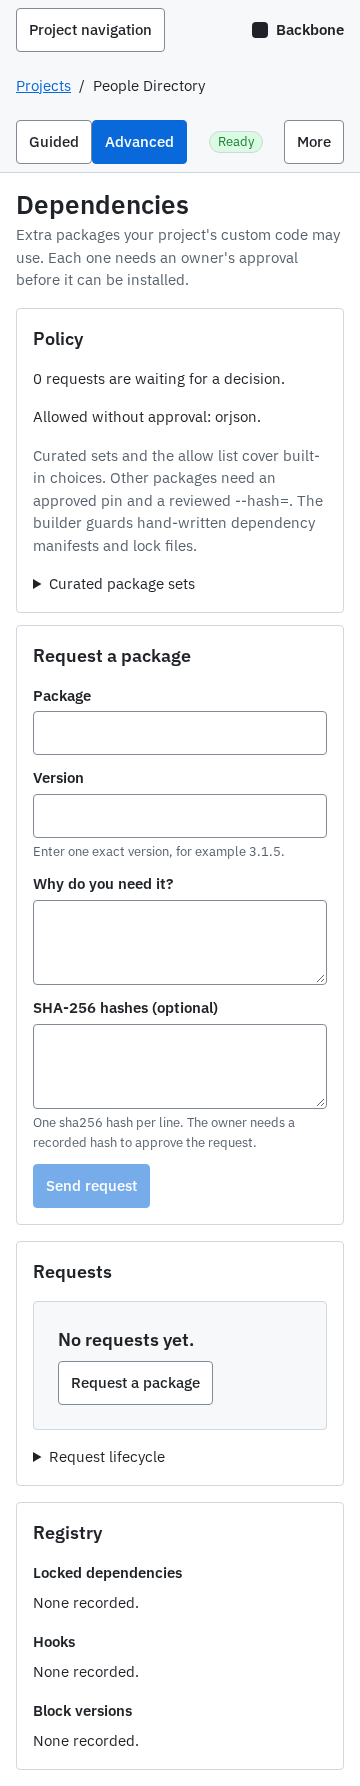 Project navigation
Backbone
Projects / People Directory
Guided
Advanced
Ready
More
Dependencies
Extra packages your project's custom code may
use. Each one needs an owner's approval
before it can be installed.
Policy
0 requests are waiting for a decision.
Allowed without approval: orjson.
Curated sets and the allow list cover built-
in choices. Other packages need an
approved pin and a reviewed --hash=. The
builder guards hand-written dependency
manifests and lock files.
Curated package sets
Request a package
Package
Version
Enter one exact version, for example 3.1.5.
Why do you need it?
SHA-256 hashes (optional)
One sha256 hash per line. The owner needs a
recorded hash to approve the request.
Send request
Requests
No requests yet.
Request a package
Request lifecycle
Registry
Locked dependencies
None recorded.
Hooks
None recorded.
Block versions
None recorded.